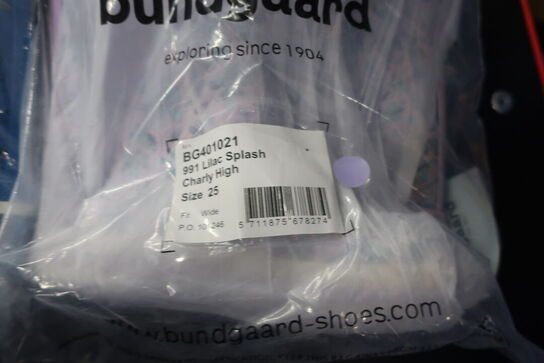 bundgaard
exploring since 1904
BG401021
991 Lilac Splash
Charly High
Size 25
Fit Wide
P.O.
5 711875 678274
www.bundgaard-shoes.com